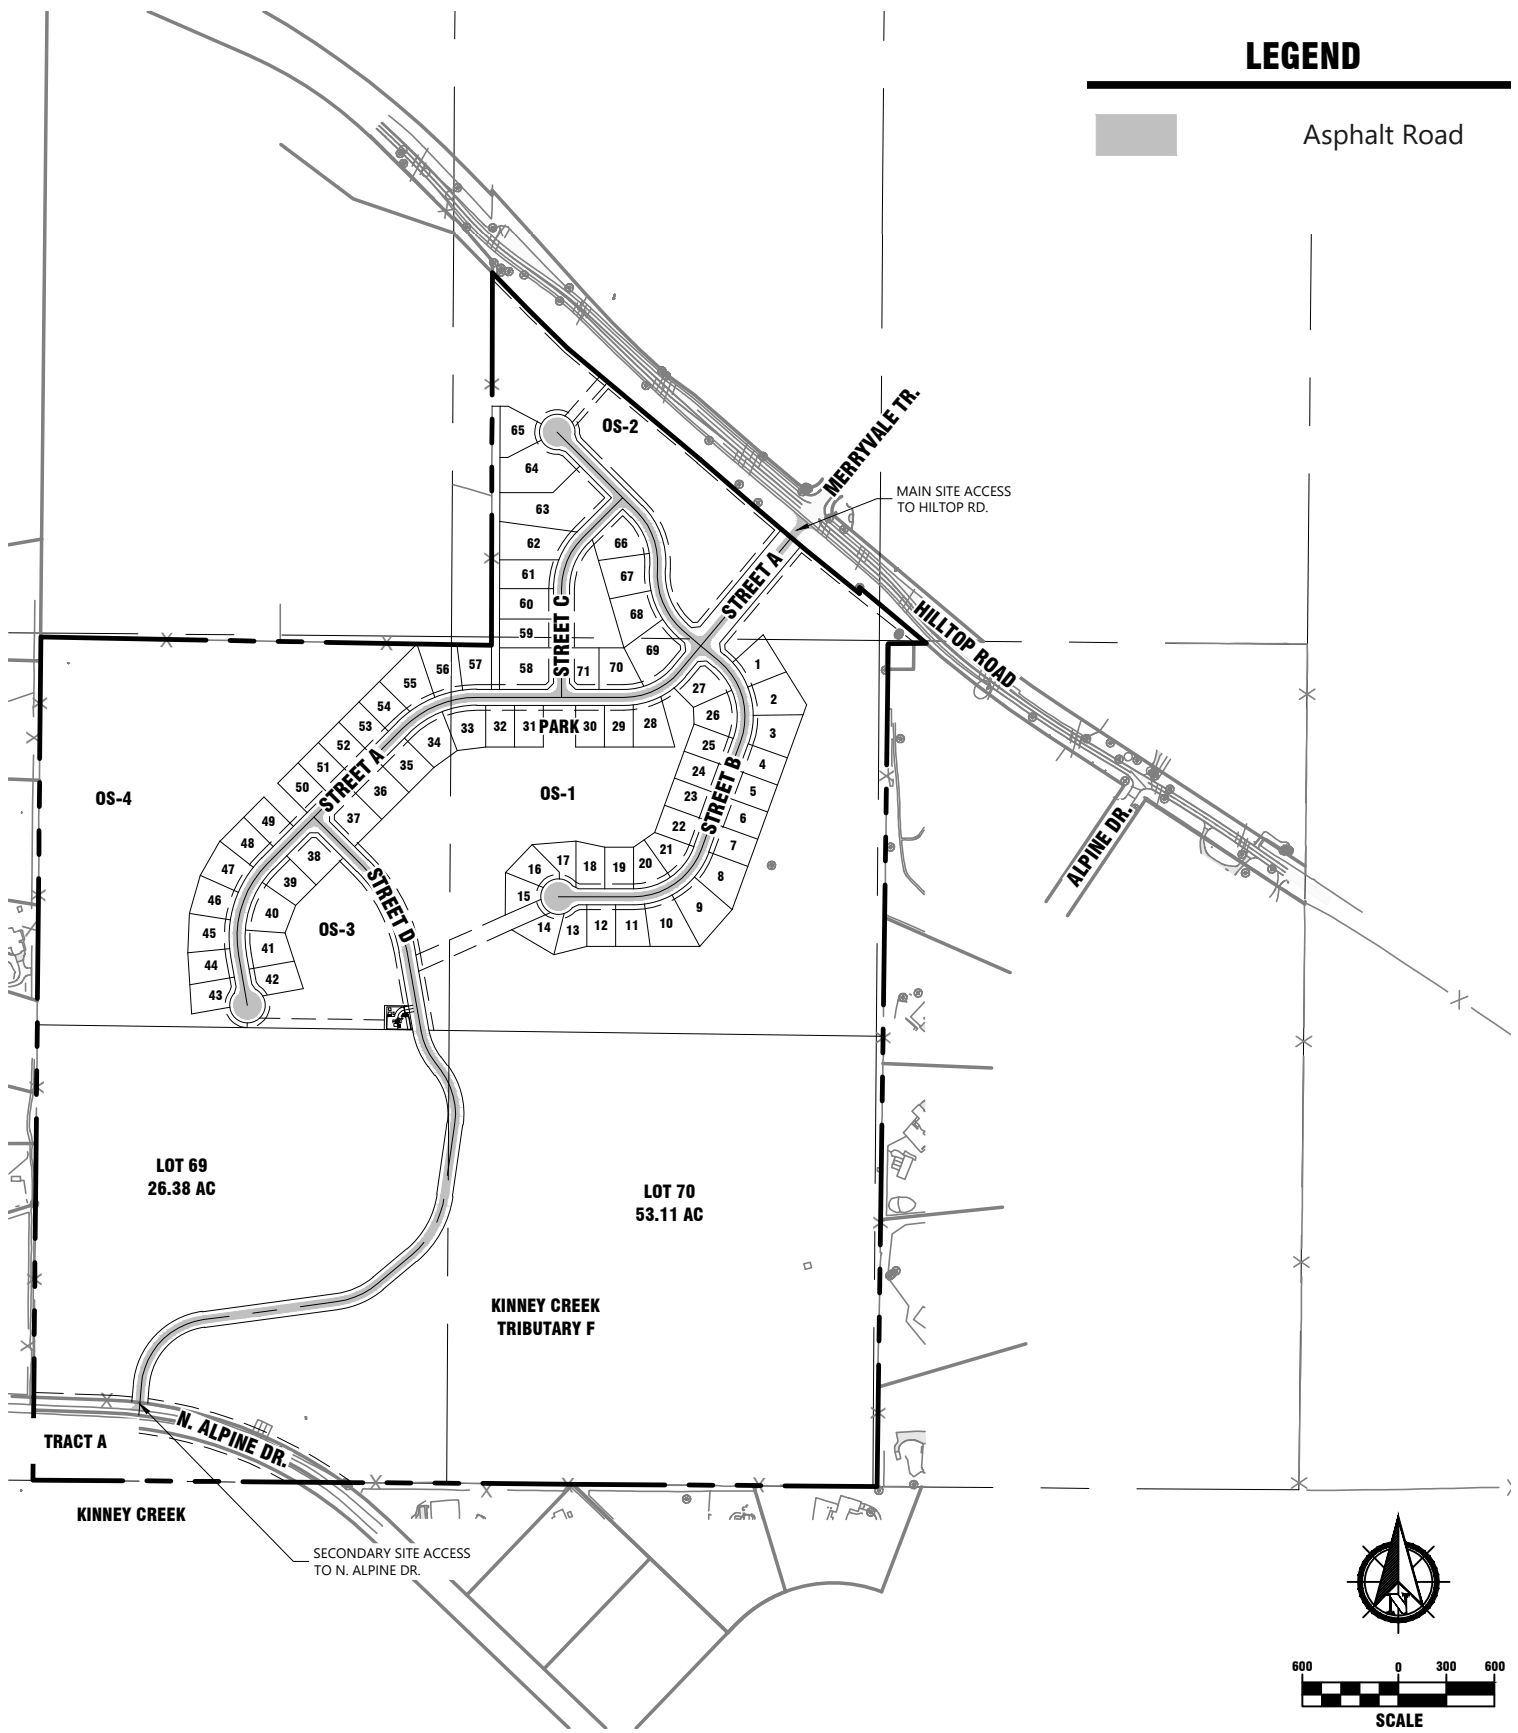 LEGEND
Asphalt Road
MERRYVALE TR.
MAIN SITE ACCESS
TO HILTOP RD.
OS-2
65
64
63
62
61
60
59
58
66
67
68
69
70
71
STREET C
STREET A
HILLTOP ROAD
ALPINE DR.
57
56
55
54
53
52
51
50
49
48
47
46
45
44
43
STREET A
33
32
31
PARK
30
29
28
34
35
36
37
38
39
40
41
42
27
26
25
24
23
22
21
20
19
18
17
16
15
14
13
12
11
10
9
8
7
6
5
4
3
2
1
STREET B
STREET D
OS-4
OS-1
OS-3
LOT 69
26.38 AC
LOT 70
53.11 AC
KINNEY CREEK
TRIBUTARY F
N. ALPINE DR.
TRACT A
KINNEY CREEK
SECONDARY SITE ACCESS
TO N. ALPINE DR.
N
600 0 300 600
SCALE